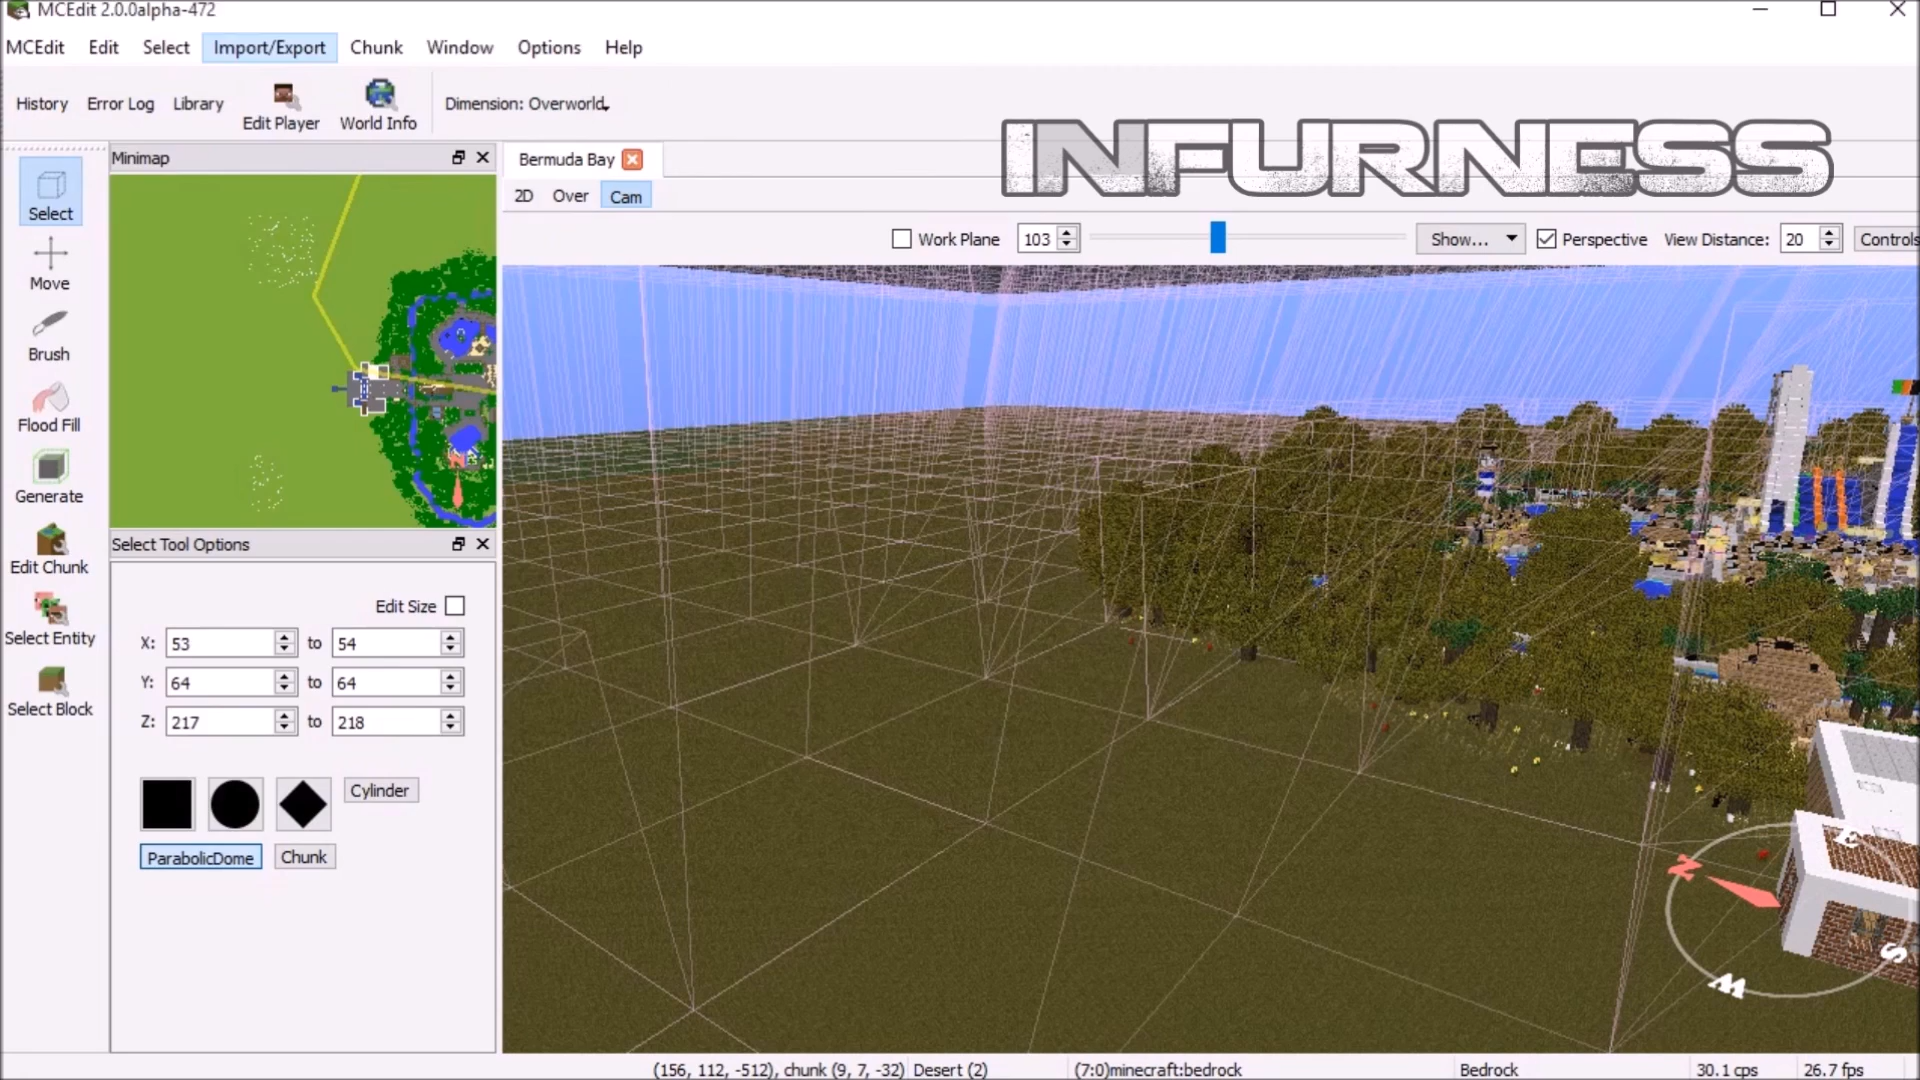 MCEdit 2.0.0alpha-472
MCEdit Edit Select Import/Export Chunk Window Options Help
History Error Log Library Edit Player World Info Dimension: Overworld
INFURNESS
Minimap
Bermuda Bay
2D Over Cam
Work Plane 103 Show... Perspective View Distance: 20 Controls
Select
Move
Brush
Flood Fill
Generate
Edit Chunk
Select Entity
Select Block
N
Select Tool Options
Edit Size
X: 53 to 54
Y: 64 to 64
Z: 217 to 218
Cylinder
ParabolicDome Chunk
E
N
S
W
(156, 112, -512), chunk (9, 7, -32) Desert (2) (7:0)minecraft:bedrock Bedrock 30.1 cps 26.7 fps